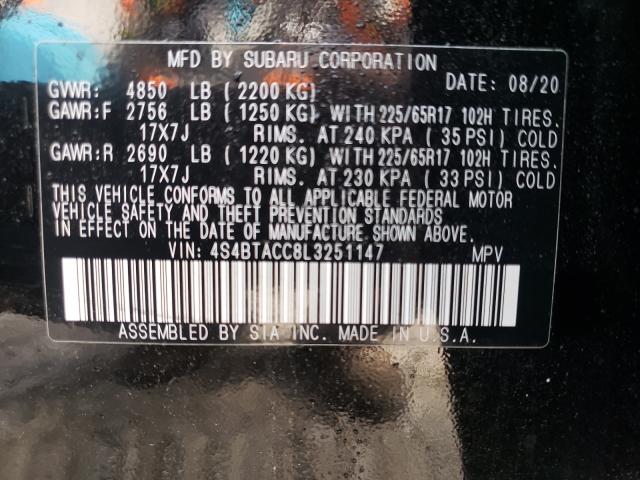 MFD BY SUBARU CORPORATION
GVWR: 4850 LB (2200 KG) DATE: 08/20
GAWR:F 2756 LB (1250 KG) WITH 225/65R17 102H TIRES.
17X7J RIMS. AT 240 KPA (35 PSI) COLD
GAWR:R 2690 LB (1220 KG) WITH 225/65R17 102H TIRES.
17X7J RIMS. AT 230 KPA (33 PSI) COLD
THIS VEHICLE CONFORMS TO ALL APPLICABLE FEDERAL MOTOR
VEHICLE SAFETY AND THEFT PREVENTION STANDARDS
IN EFFECT ON THE DATE OF MANUFACTURE SHOWN ABOVE.
VIN: 4S4BTACC8L3251147 MPV
ASSEMBLED BY SIA INC. MADE IN U.S.A.